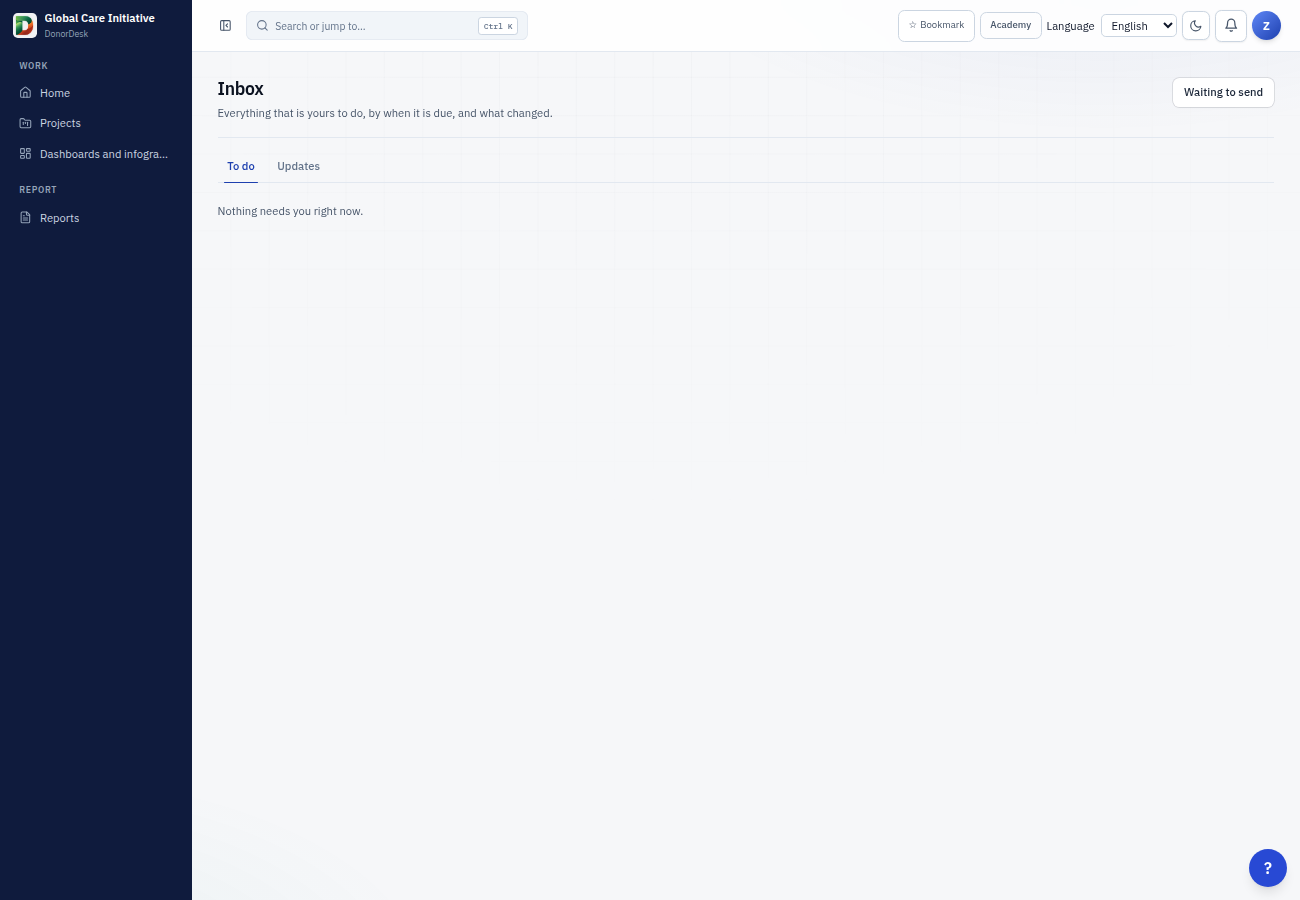 Global Care Initiative
DonorDesk
WORK
Home
Projects
Dashboards and infogra...
REPORT
Reports
Search or jump to...
Ctrl K
☆ Bookmark
Academy
Language
English
Z
Inbox
Everything that is yours to do, by when it is due, and what changed.
Waiting to send
To do
Updates
Nothing needs you right now.
?